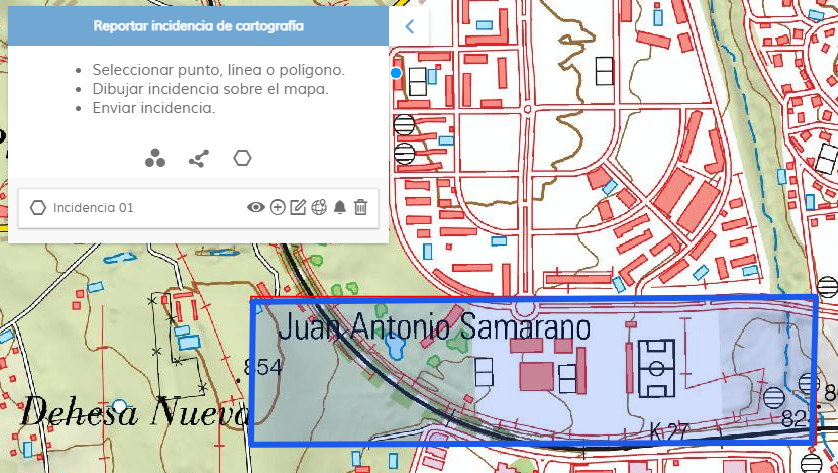 Reportar incidencia de cartografía
Seleccionar punto, línea o polígono.
Dibujar incidencia sobre el mapa.
Enviar incidencia.
Incidencia 01
Juan Antonio Samarano
854
Dehesa Nueva
K 27
82